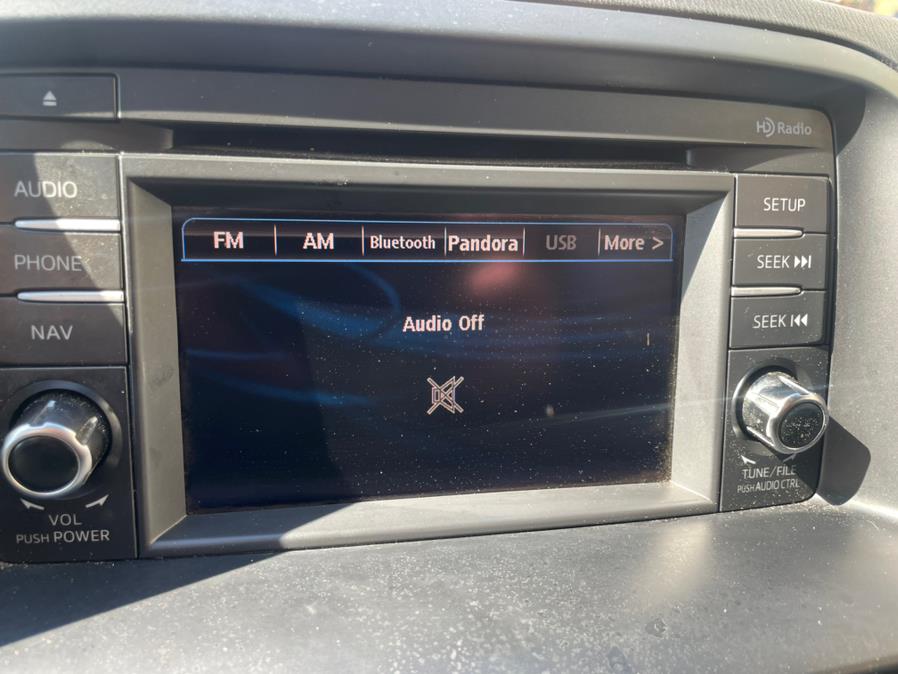 HD Radio
AUDIO
PHONE
NAV
VOL
PUSH POWER
FM AM Bluetooth Pandora USB More >
Audio Off
SETUP
SEEK
SEEK
TUNE/FILE
PUSH AUDIO CTRL